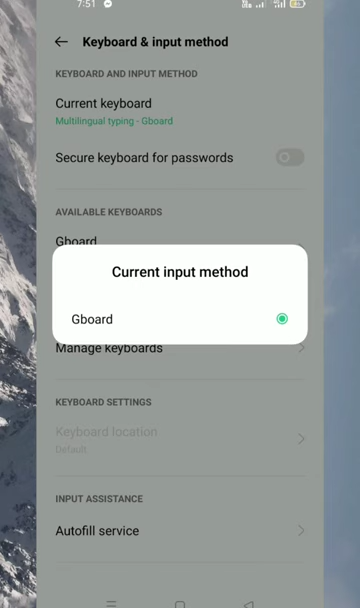 7:51
Keyboard & input method
KEYBOARD AND INPUT METHOD
Current keyboard
Multilingual typing - Gboard
Secure keyboard for passwords
AVAILABLE KEYBOARDS
Gboard
Current input method
Gboard
Manage keyboards
KEYBOARD SETTINGS
Keyboard location
Default
INPUT ASSISTANCE
Autofill service